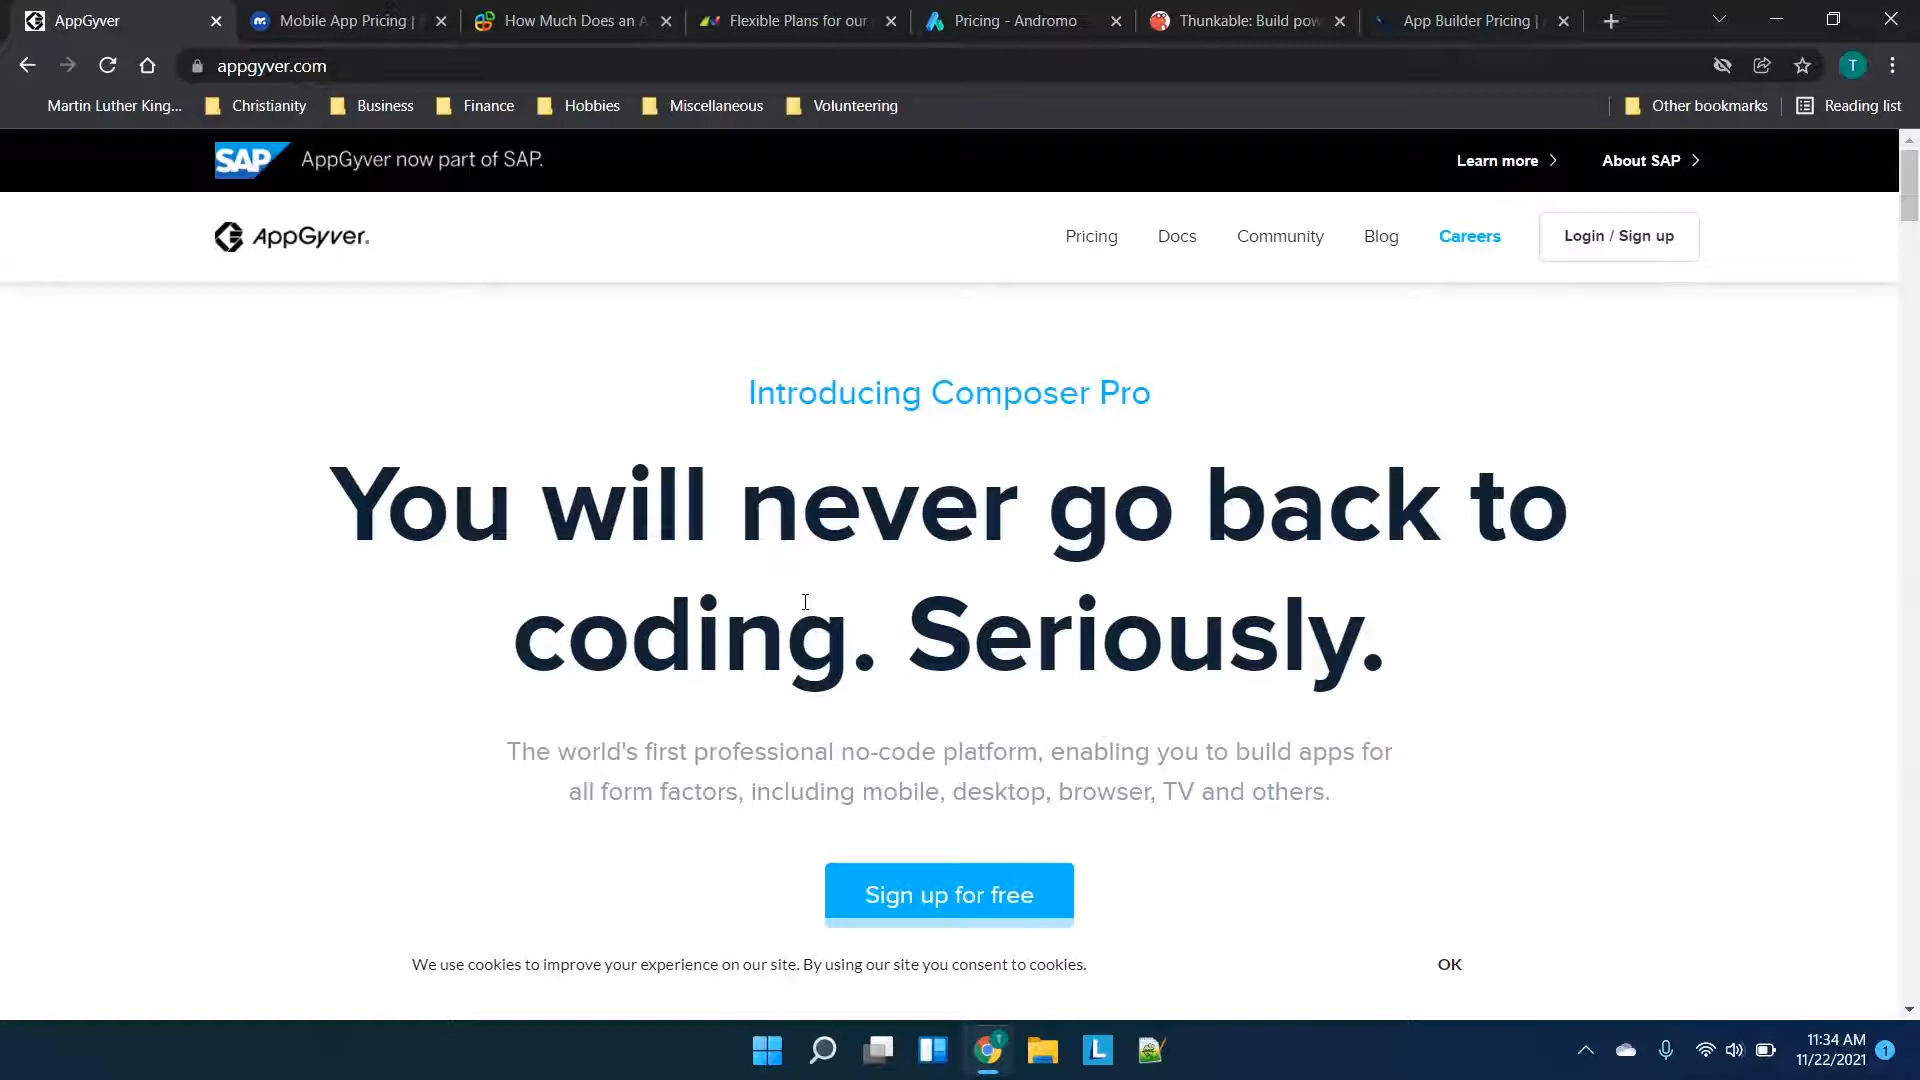 AppGyver
Mobile App Pricing |
How Much Does an A
Flexible Plans for our
Pricing - Andromo
Thunkable: Build pow
App Builder Pricing |
appgyver.com
T
Martin Luther King...
Christianity
Business
Finance
Hobbies
Miscellaneous
Volunteering
Other bookmarks
Reading list
SAP AppGyver now part of SAP.
Learn more
About SAP
AppGyver.
Pricing
Docs
Community
Blog
Careers
Login / Sign up
Introducing Composer Pro
You will never go back to
coding. Seriously.
The world's first professional no-code platform, enabling you to build apps for
all form factors, including mobile, desktop, browser, TV and others.
Sign up for free
We use cookies to improve your experience on our site. By using our site you consent to cookies.
OK
T
L
11:34 AM
11/22/2021
1